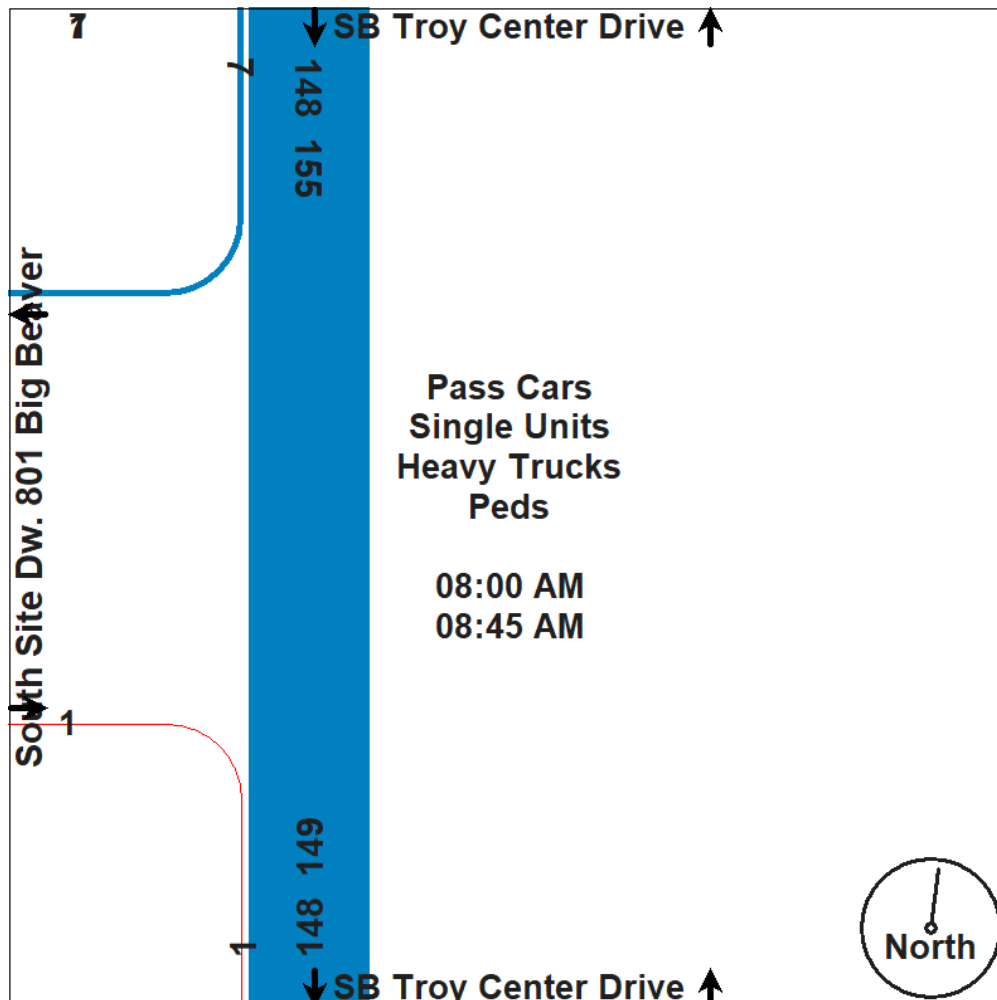 SB Troy Center Drive
7
148 155
South Site Dw. 801 Big Beaver
Pass Cars
Single Units
Heavy Trucks
Peds
08:00 AM
08:45 AM
1
148 149
1
North
SB Troy Center Drive